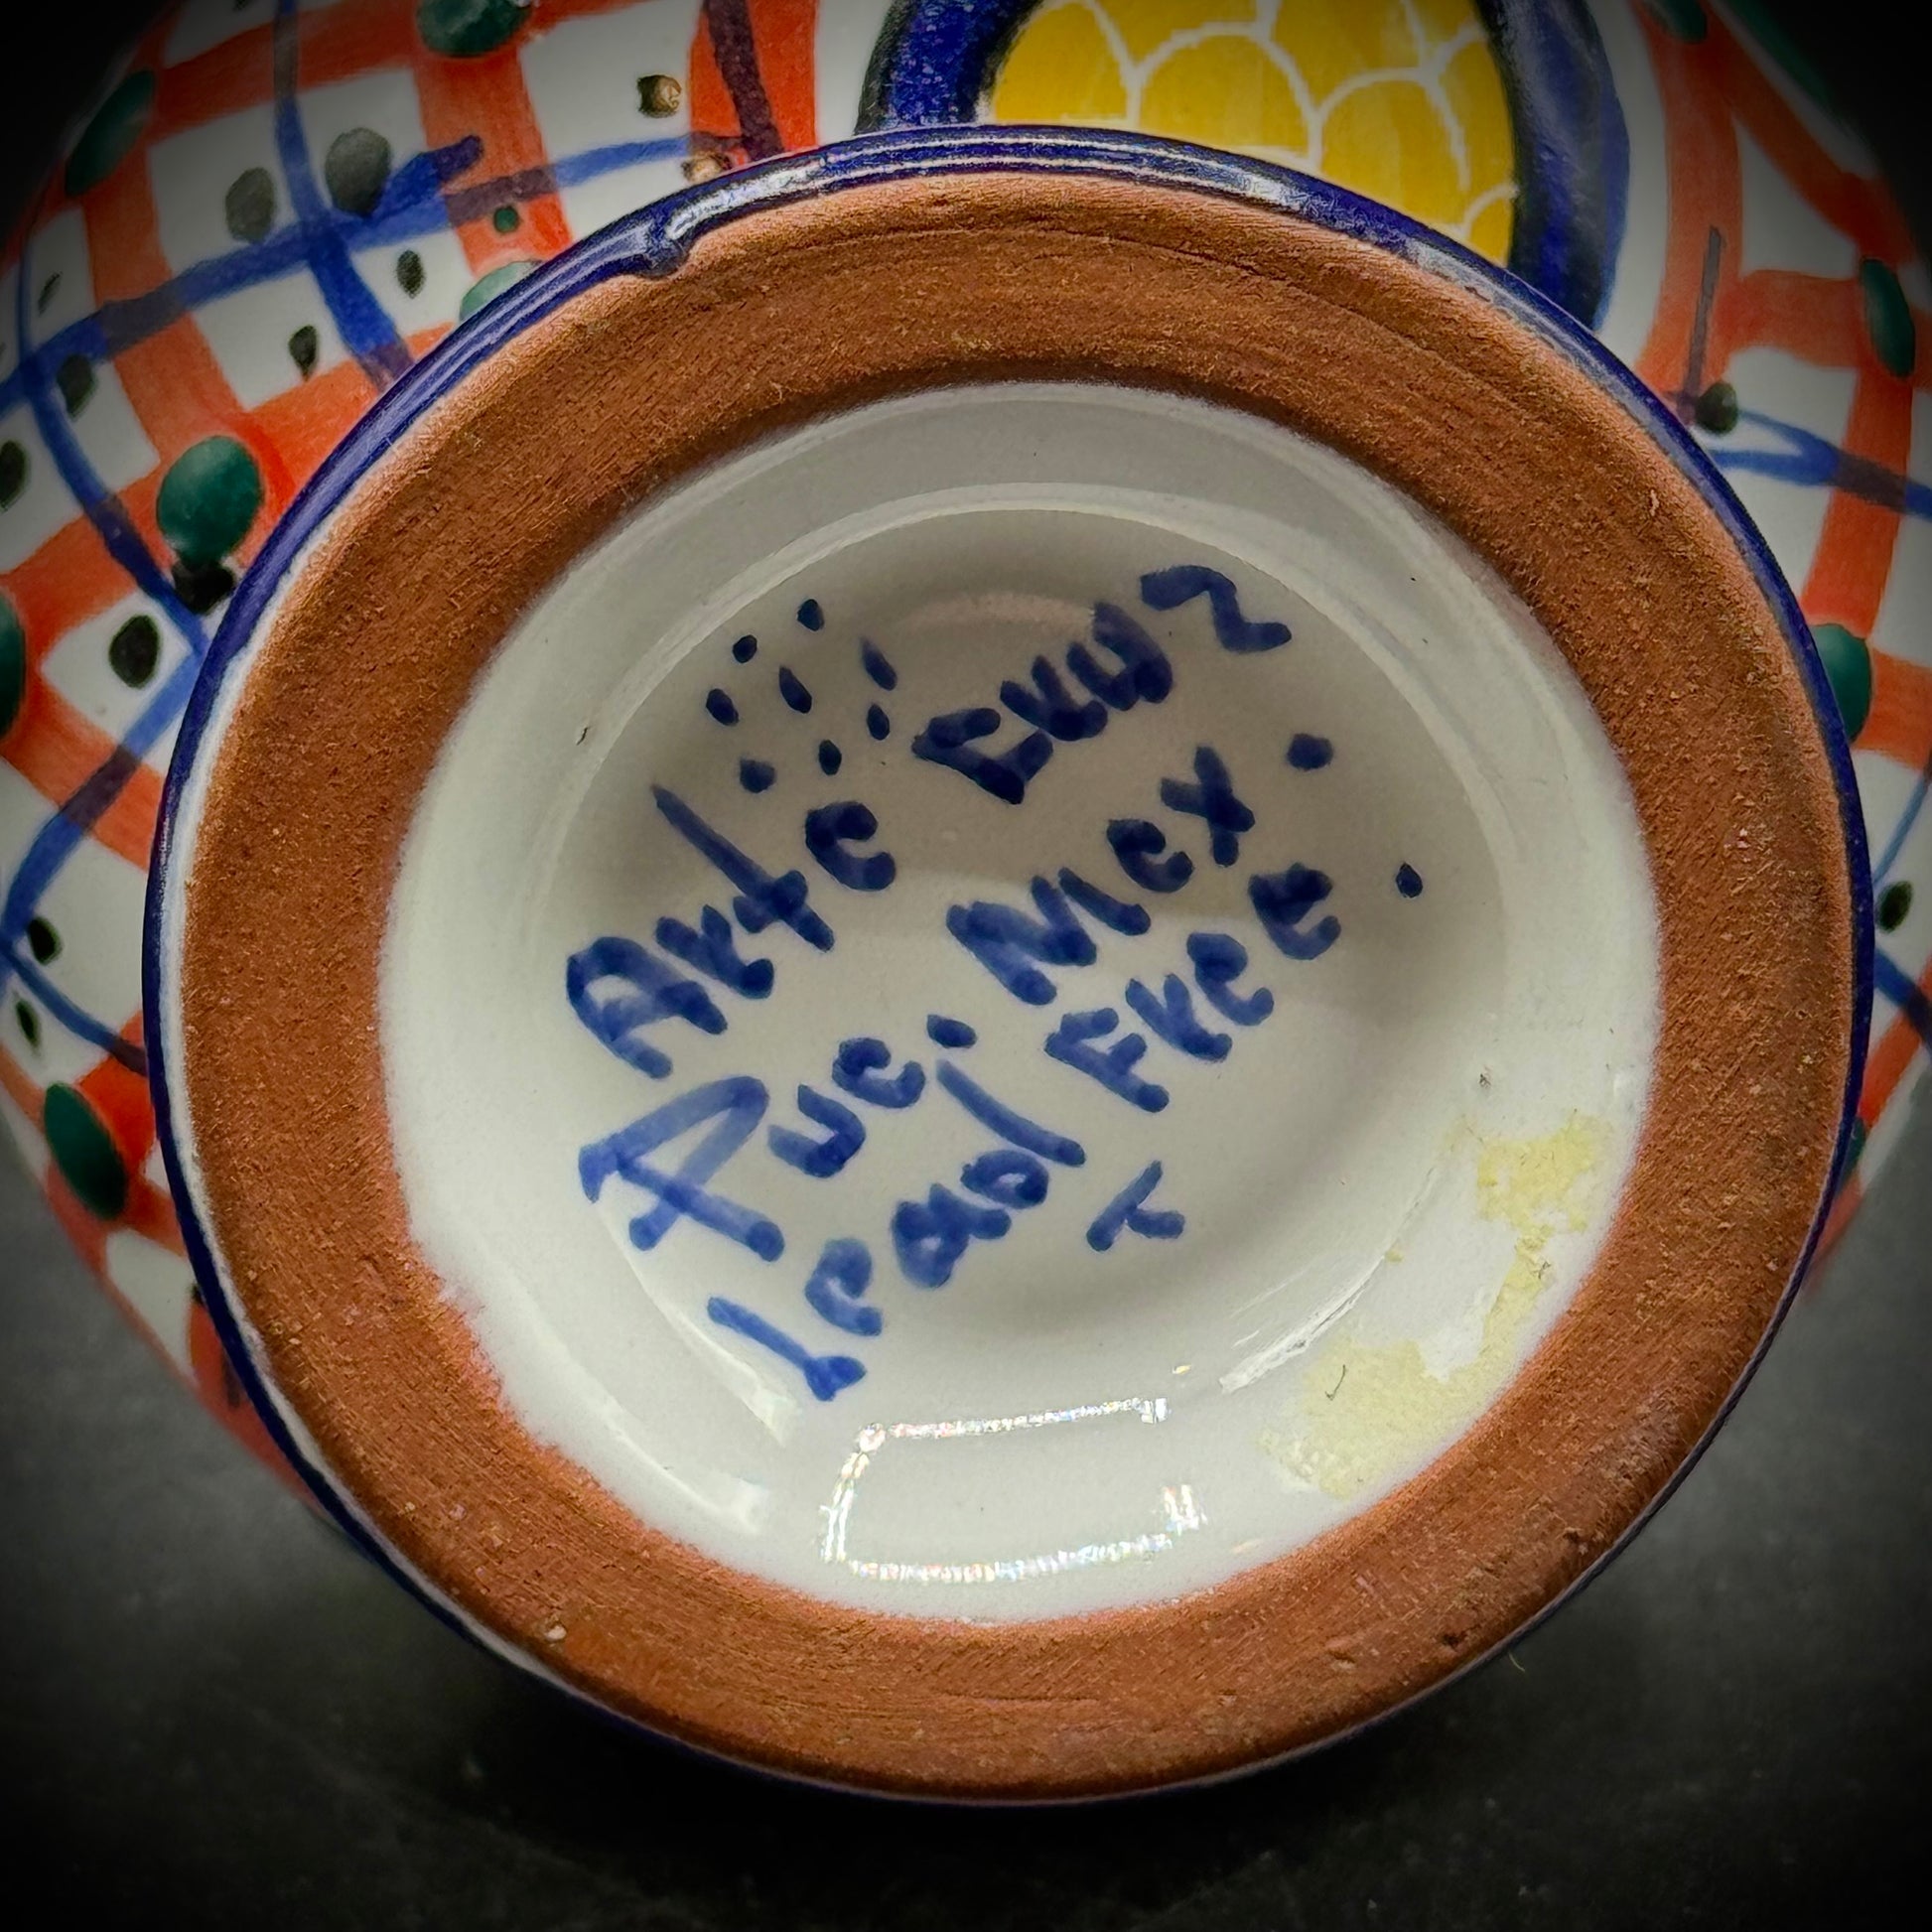 Arte Cruz
Pue. Mex.
lead Free.
T